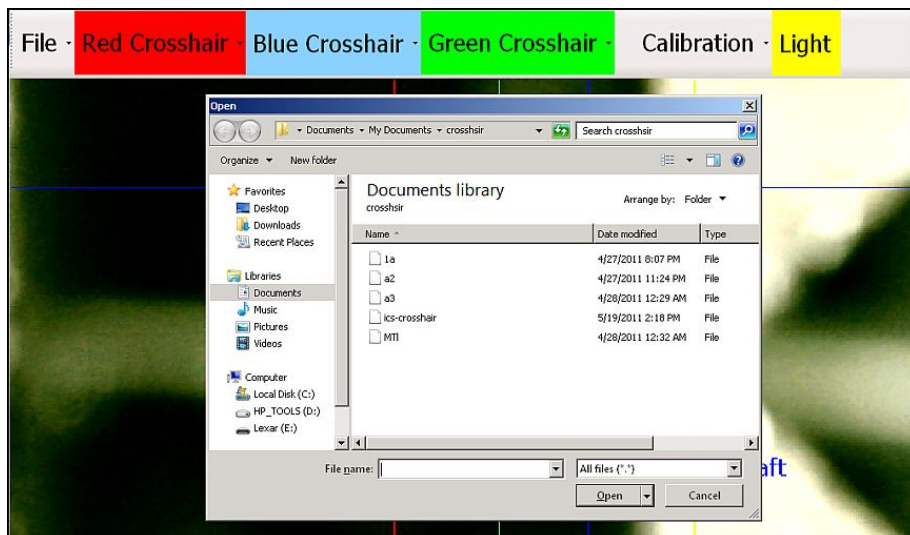 File Red Crosshair Blue Crosshair Green Crosshair Calibration Light
Open
Documents My Documents crosshsir Search crosshsir
Organize New folder
Favorites
Desktop
Downloads
Recent Places
Libraries
Documents
Music
Pictures
Videos
Computer
Local Disk (C:)
HP_TOOLS (D:)
Lexar (E:)
Documents library
crosshsir
Arrange by: Folder
Name Date modified Type
1a 4/27/2011 8:07 PM File
a2 4/27/2011 11:24 PM File
a3 4/28/2011 12:29 AM File
ics-crosshair 5/19/2011 2:18 PM File
MTl 4/28/2011 12:32 AM File
File name: All files (*.*)
Open Cancel
aft